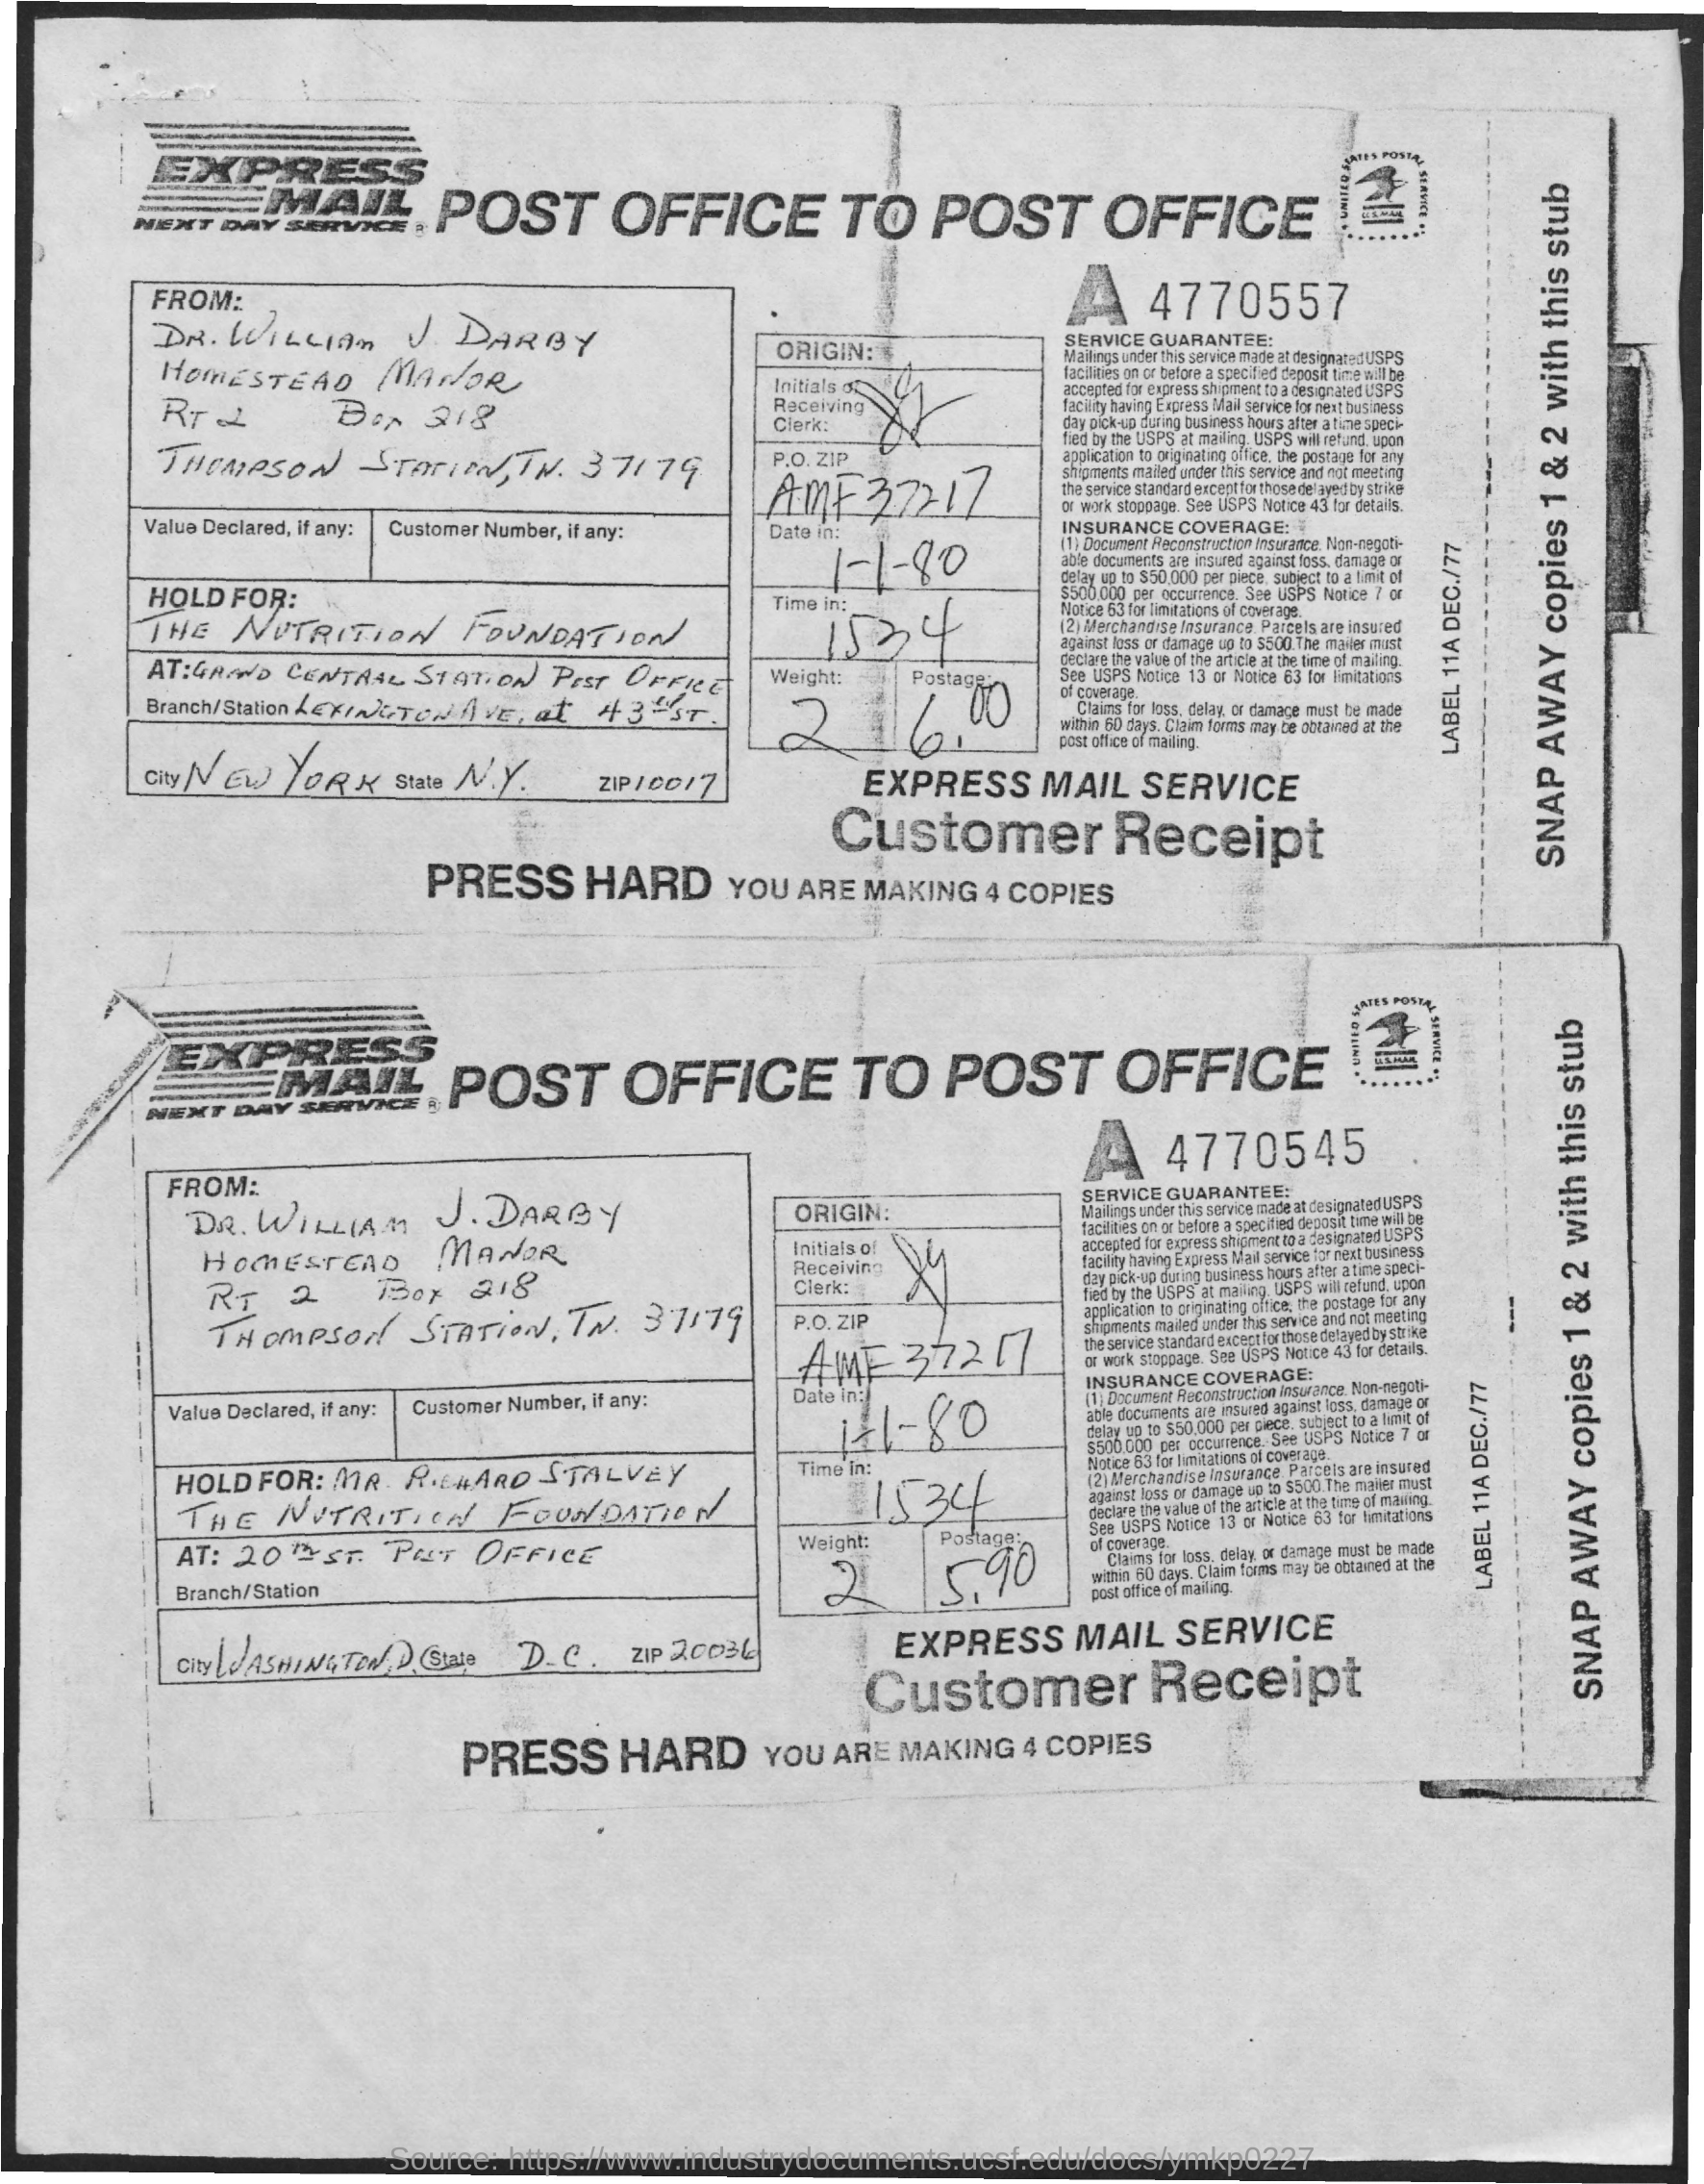 EXPRESS
MAIL
NEXT DAY SERVICE ®
POST OFFICE TO POST OFFICE
UNITED STATES POSTAL SERVICE
U.S.MAIL
A 4770557
FROM:
DR. WILLIAM J. DARBY
HOMESTEAD MANOR
RT 2 Box 218
THOMPSON STATION, TN. 37179
Value Declared, if any:
Customer Number, if any:
HOLD FOR:
THE NUTRITION FOUNDATION
AT: GRAND CENTRAL STATION POST OFFICE
Branch/Station LEXINGTON AVE, at 43rd ST.
City NEW YORK State N.Y. ZIP 10017
ORIGIN:
Initials of
Receiving
Clerk:
P.O. ZIP
AMF 37217
Date in:
1-1-80
Time in:
1534
Weight: Postage:
2 6.00
SERVICE GUARANTEE:
Mailings under this service made at designated USPS
facilities on or before a specified deposit time will be
accepted for express shipment to a designated USPS
facility having Express Mail service for next business
day pick-up during business hours after a time speci-
fied by the USPS at mailing. USPS will refund, upon
application to originating office, the postage for any
shipments mailed under this service and not meeting
the service standard except for those delayed by strike
or work stoppage. See USPS Notice 43 for details.
INSURANCE COVERAGE:
(1) Document Reconstruction Insurance. Non-negoti-
able documents are insured against loss, damage or
delay up to $50,000 per piece, subject to a limit of
$500,000 per occurrence. See USPS Notice 7 or
Notice 63 for limitations of coverage.
(2) Merchandise Insurance. Parcels are insured
against loss or damage up to $500. The mailer must
declare the value of the article at the time of mailing.
See USPS Notice 13 or Notice 63 for limitations
of coverage.
Claims for loss, delay, or damage must be made
within 60 days. Claim forms may be obtained at the
post office of mailing.
EXPRESS MAIL SERVICE
Customer Receipt
PRESS HARD YOU ARE MAKING 4 COPIES
LABEL 11A DEC./77
SNAP AWAY copies 1 & 2 with this stub
EXPRESS
MAIL
NEXT DAY SERVICE ®
POST OFFICE TO POST OFFICE
UNITED STATES POSTAL SERVICE
U.S.MAIL
A 4770545
FROM:
DR. WILLIAM J. DARBY
HOMESTEAD MANOR
RT 2 Box 218
THOMPSON STATION, TN. 37179
Value Declared, if any:
Customer Number, if any:
HOLD FOR: MR. RICHARD STALVEY
THE NUTRITION FOUNDATION
AT: 20th ST. POST OFFICE
Branch/Station
City WASHINGTON, D.C. State D.C. ZIP 20036
ORIGIN:
Initials of
Receiving
Clerk:
P.O. ZIP
AMF 37217
Date in:
1-1-80
Time in:
1534
Weight: Postage:
2 5.90
SERVICE GUARANTEE:
Mailings under this service made at designated USPS
facilities on or before a specified deposit time will be
accepted for express shipment to a designated USPS
facility having Express Mail service for next business
day pick-up during business hours after a time speci-
fied by the USPS at mailing. USPS will refund, upon
application to originating office, the postage for any
shipments mailed under this service and not meeting
the service standard except for those delayed by strike
or work stoppage. See USPS Notice 43 for details.
INSURANCE COVERAGE:
(1) Document Reconstruction Insurance. Non-negoti-
able documents are insured against loss, damage or
delay up to $50,000 per piece, subject to a limit of
$500,000 per occurrence. See USPS Notice 7 or
Notice 63 for limitations of coverage.
(2) Merchandise Insurance. Parcels are insured
against loss or damage up to $500. The mailer must
declare the value of the article at the time of mailing.
See USPS Notice 13 or Notice 63 for limitations
of coverage.
Claims for loss, delay, or damage must be made
within 60 days. Claim forms may be obtained at the
post office of mailing.
EXPRESS MAIL SERVICE
Customer Receipt
PRESS HARD YOU ARE MAKING 4 COPIES
LABEL 11A DEC./77
SNAP AWAY copies 1 & 2 with this stub
Source: https://www.industrydocuments.ucsf.edu/docs/ymkp0227